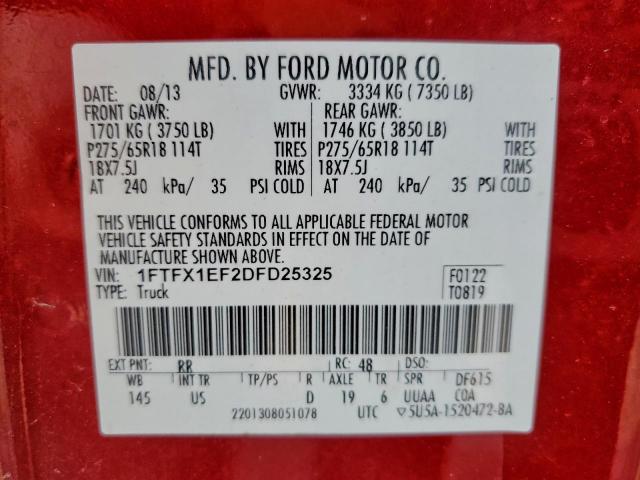 MFD. BY FORD MOTOR CO.
DATE: 08/13 GVWR: 3334 KG ( 7350 LB)
FRONT GAWR: REAR GAWR:
1701 KG ( 3750 LB) WITH 1746 KG ( 3850 LB) WITH
P275/65R18 114T TIRES P275/65R18 114T TIRES
18X7.5J RIMS 18X7.5J RIMS
AT 240 kPa/ 35 PSI COLD AT 240 kPa/ 35 PSI COLD
THIS VEHICLE CONFORMS TO ALL APPLICABLE FEDERAL MOTOR
VEHICLE SAFETY STANDARDS IN EFFECT ON THE DATE OF
MANUFACTURE SHOWN ABOVE.
VIN: 1FTFX1EF2DFD25325 F0122
TYPE: Truck T0819
EXT PNT: RR RC: 48 DSO:
WB INT TR TP/PS R AXLE TR SPR DF615
145 US D 19 6 UUAA COA
2201308051078 UTC ▽5U5A-1520472-BA